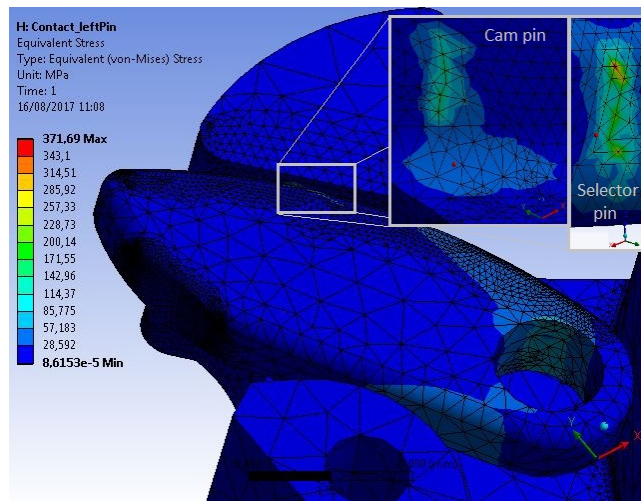 H: Contact_leftPin
Equivalent Stress
Type: Equivalent (von-Mises) Stress
Unit: MPa
Time: 1
16/08/2017 11:08
371,69 Max
343,1
314,51
285,92
257,33
228,73
200,14
171,55
142,96
114,37
85,775
57,183
28,592
8,6153e-5 Min
Cam pin
Selector
pin
Y
X